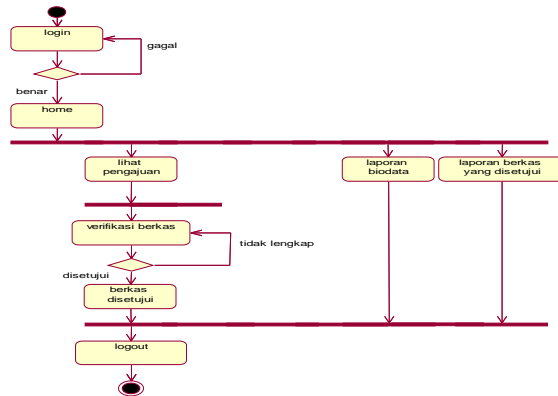 login
gagal
benar
home
lihat
pengajuan
laporan
biodata
laporan berkas
yang disetujui
verifikasi berkas
tidak lengkap
disetujui
berkas
disetujui
logout